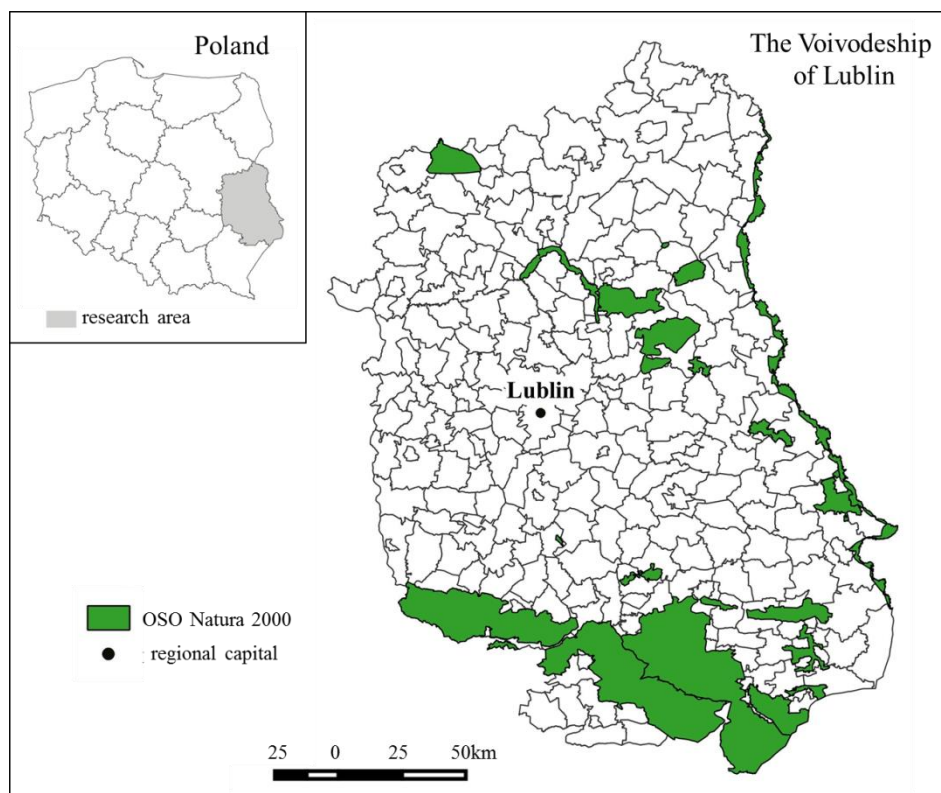 Poland
research area
The Voivodeship
of Lublin
Lublin
OSO Natura 2000
regional capital
25 0 25 50km